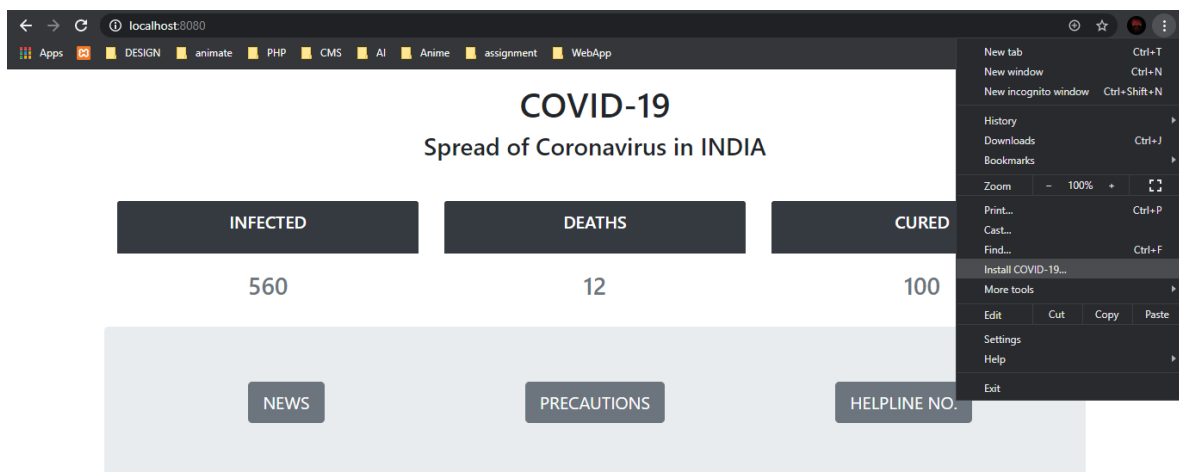 localhost:8080
Apps DESIGN animate PHP CMS AI Anime assignment WebApp
COVID-19
Spread of Coronavirus in INDIA
INFECTED DEATHS CURED
560 12 100
NEWS PRECAUTIONS HELPLINE NO.
New tab Ctrl+T
New window Ctrl+N
New incognito window Ctrl+Shift+N
History
Downloads Ctrl+J
Bookmarks
Zoom - 100% +
Print... Ctrl+P
Cast...
Find... Ctrl+F
Install COVID-19...
More tools
Edit Cut Copy Paste
Settings
Help
Exit